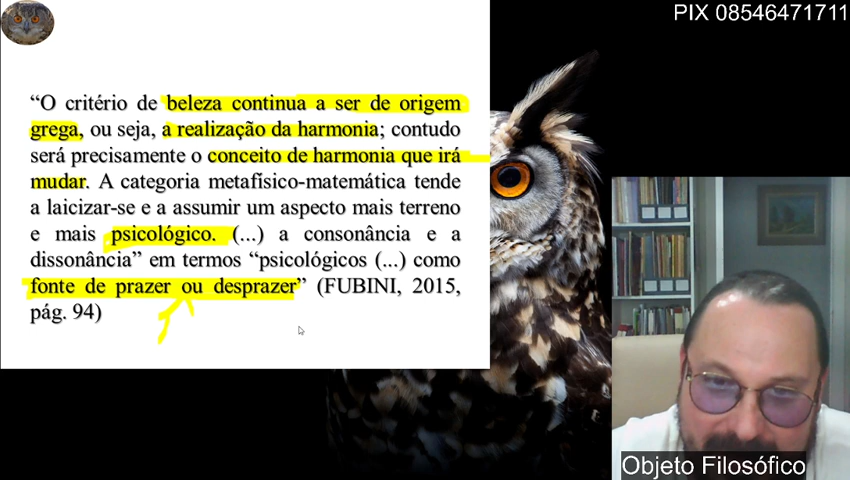 PIX 08546471711
“O critério de beleza continua a ser de origem
grega, ou seja, a realização da harmonia; contudo
será precisamente o conceito de harmonia que irá
mudar. A categoria metafísico-matemática tende
a laicizar-se e a assumir um aspecto mais terreno
e mais psicológico. (...) a consonância e a
dissonância” em termos “psicológicos (...) como
fonte de prazer ou desprazer” (FUBINI, 2015,
pág. 94)
Objeto Filosófico